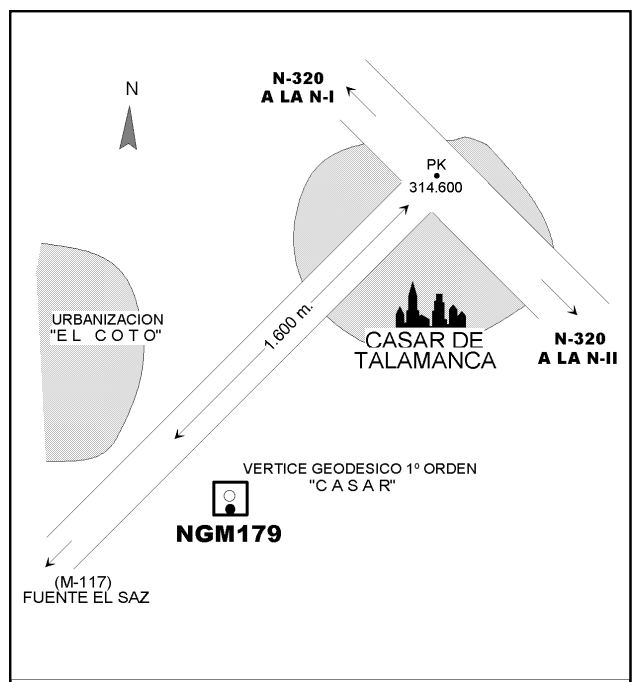 N-320
A LA N-I
N
PK
314.600
URBANIZACION
"E L  C O T O"
1.600 m.
CASAR DE
TALAMANCA
N-320
A LA N-II
VERTICE GEODESICO 1º ORDEN
"C A S A R"
NGM179
(M-117)
FUENTE EL SAZ